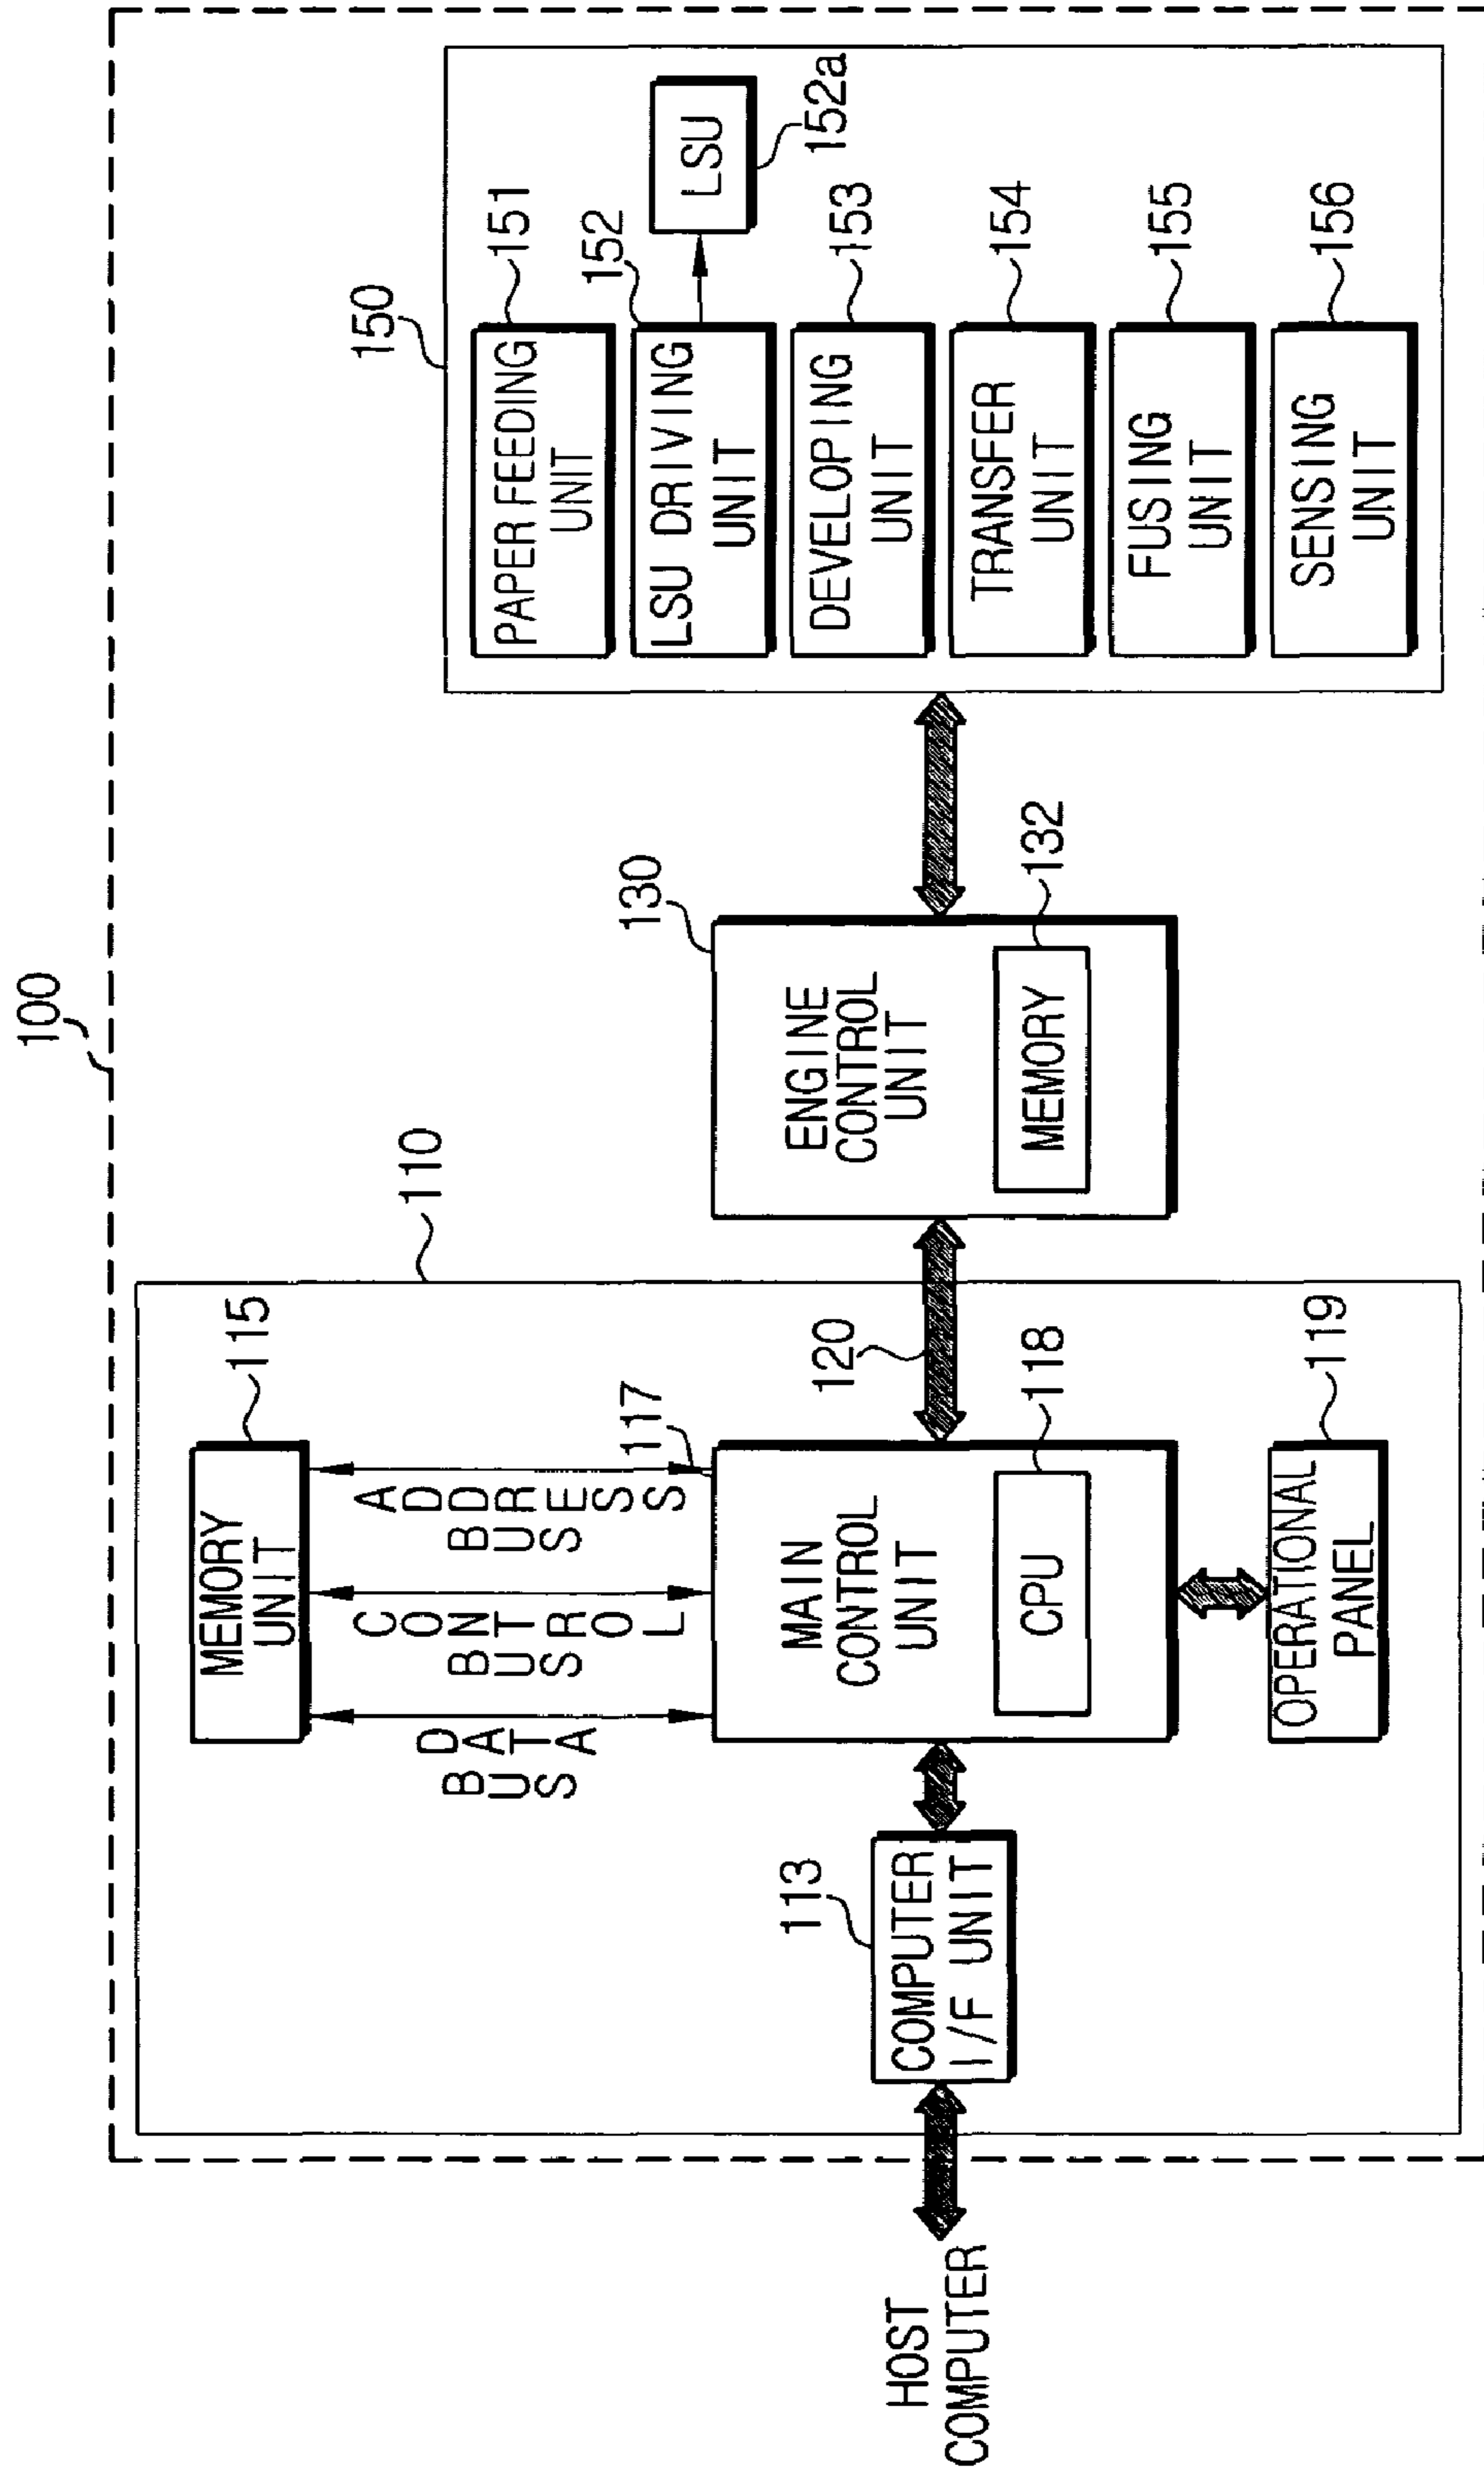 100
110
150
MEMORY
UNIT
115
DATA
BUS
CONTROL
BUS
ADDRESS
BUS
117
HOST
COMPUTER
113
COMPUTER
I/F UNIT
MAIN
CONTROL
UNIT
CPU
118
120
OPERATIONAL
PANEL
119
130
ENGINE
CONTROL
UNIT
MEMORY
132
PAPER FEEDING
UNIT
151
LSU DRIVING
UNIT
152
LSU
152a
DEVELOPING
UNIT
153
TRANSFER
UNIT
154
FUSING
UNIT
155
SENSING
UNIT
156